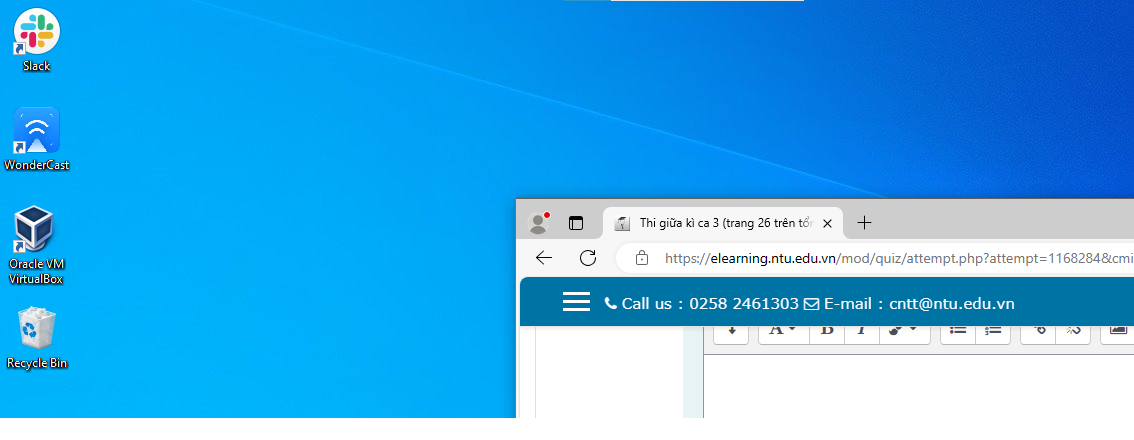 Slack
WonderCast
Oracle VM
VirtualBox
Recycle Bin
Thi giữa kì ca 3 (trang 26 trên tổn
https://elearning.ntu.edu.vn/mod/quiz/attempt.php?attempt=1168284&cmi
Call us : 0258 2461303 E-mail : cntt@ntu.edu.vn
A B I